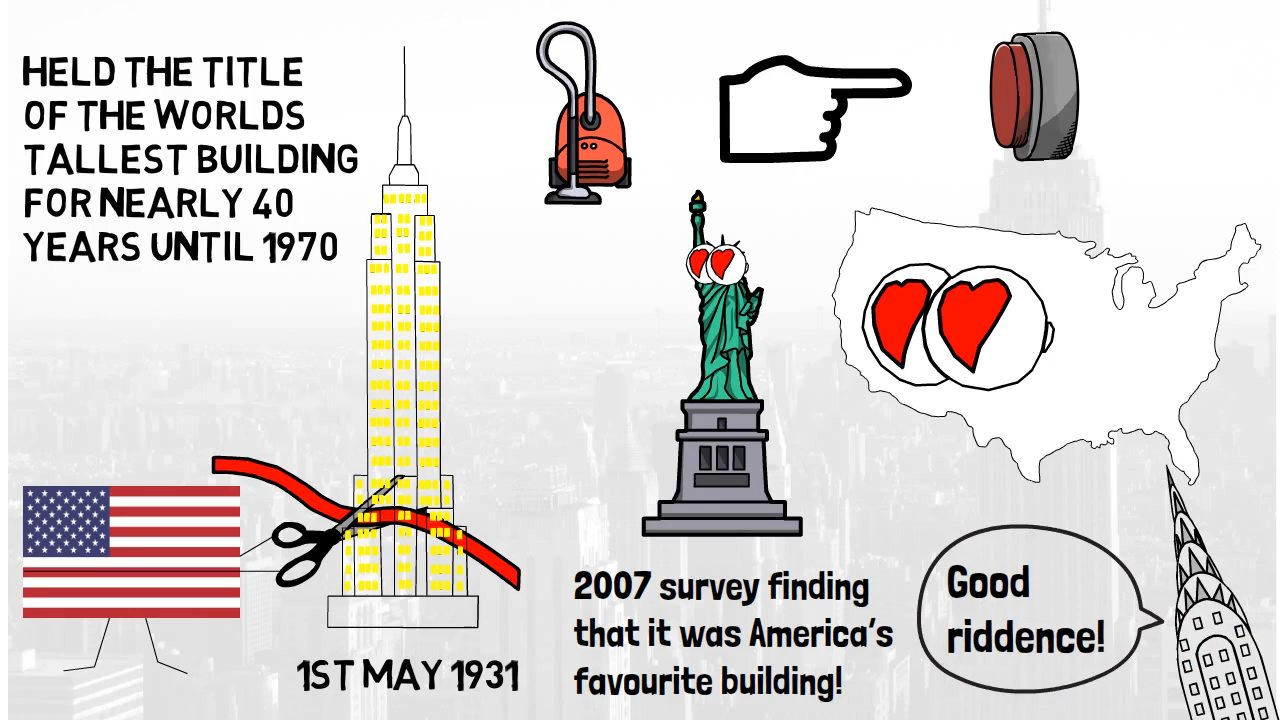 HELD THE TITLE
OF THE WORLDS
TALLEST BUILDING
FOR NEARLY 40
YEARS UNTIL 1970
1ST MAY 1931
2007 survey finding
that it was America's
favourite building!
Good
riddence!